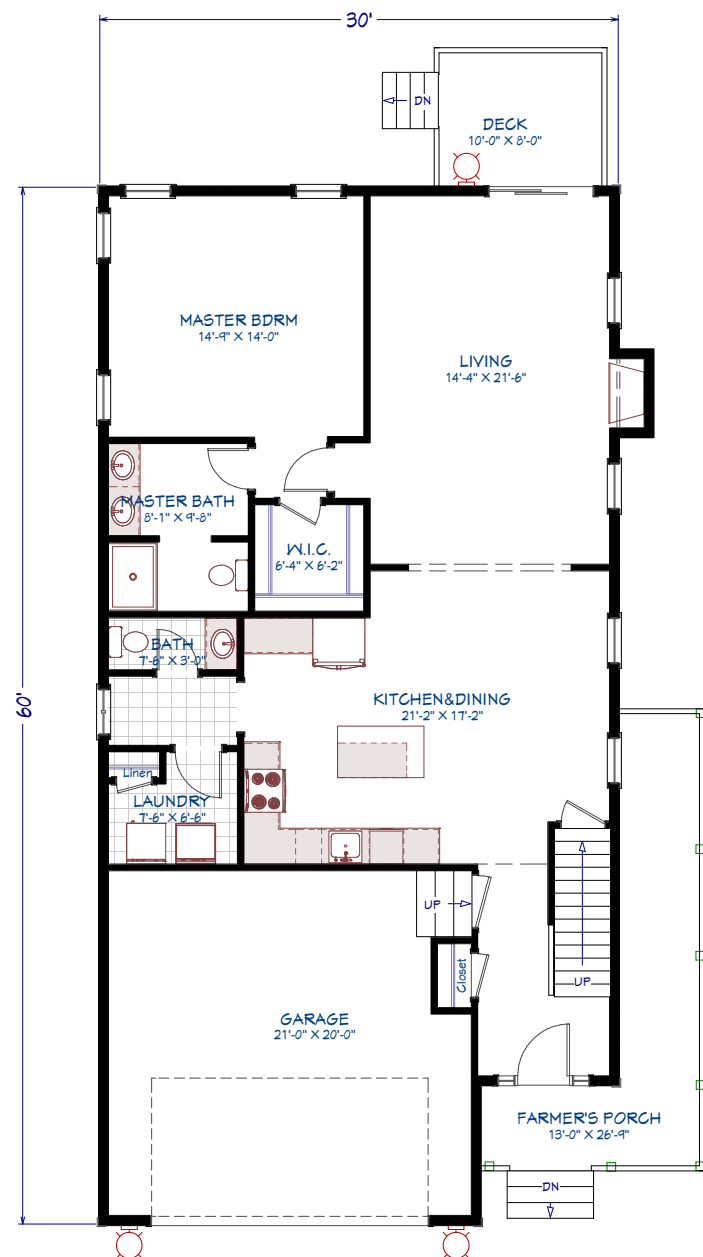 30'
DN
DECK
10'-0" X 8'-0"
MASTER BDRM
14'-9" X 14'-0"
LIVING
14'-4" X 21'-6"
MASTER BATH
8'-1" X 9'-8"
W.I.C.
6'-4" X 6'-2"
BATH
7'-6" X 3'-0"
KITCHEN&DINING
21'-2" X 17'-2"
60'
Linen
LAUNDRY
7'-6" X 6'-6"
UP
Closet
UP
GARAGE
21'-0" X 20'-0"
FARMER'S PORCH
13'-0" X 26'-9"
DN